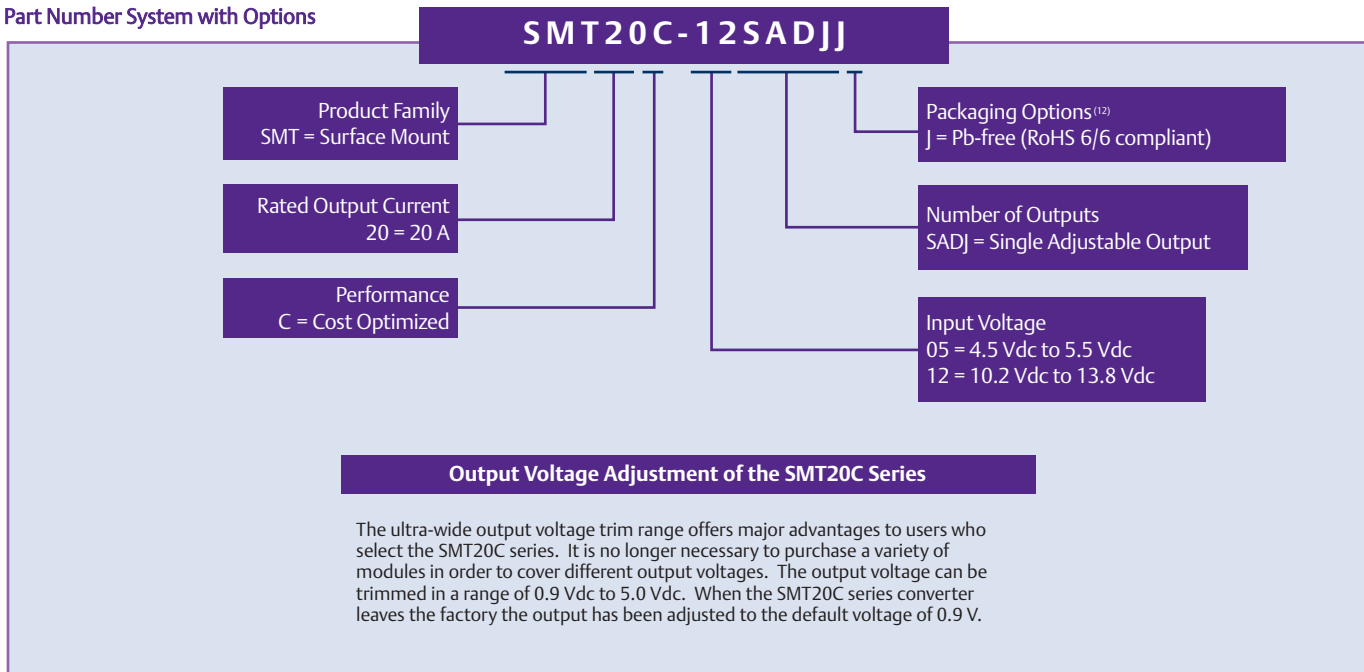 Part Number System with Options
SMT20C-12SADJJ
Product Family
SMT = Surface Mount
Rated Output Current
20 = 20 A
Performance
C = Cost Optimized
Packaging Options (12)
J = Pb-free (RoHS 6/6 compliant)
Number of Outputs
SADJ = Single Adjustable Output
Input Voltage
05 = 4.5 Vdc to 5.5 Vdc
12 = 10.2 Vdc to 13.8 Vdc
Output Voltage Adjustment of the SMT20C Series
The ultra-wide output voltage trim range offers major advantages to users who
select the SMT20C series. It is no longer necessary to purchase a variety of
modules in order to cover different output voltages. The output voltage can be
trimmed in a range of 0.9 Vdc to 5.0 Vdc. When the SMT20C series converter
leaves the factory the output has been adjusted to the default voltage of 0.9 V.